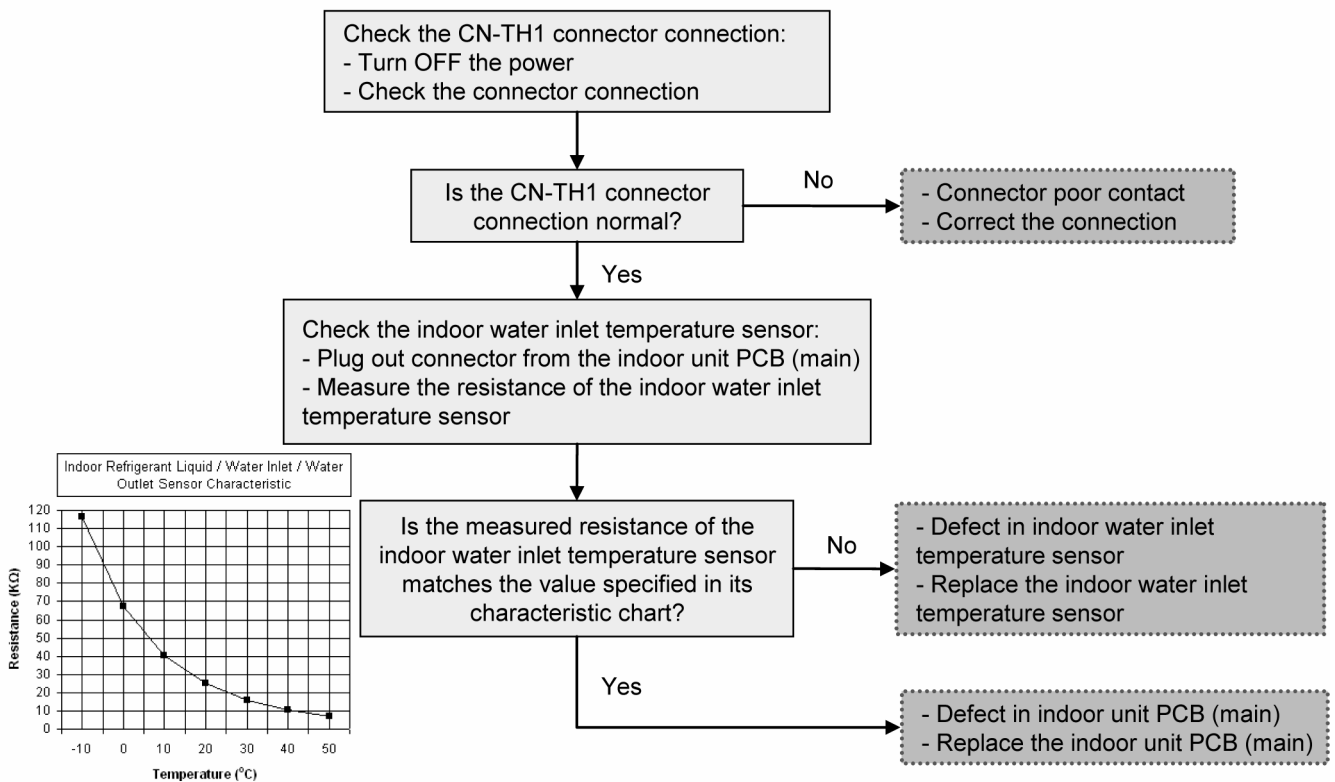 Check the CN-TH1 connector connection:
- Turn OFF the power
- Check the connector connection
Is the CN-TH1 connector
connection normal?
No
- Connector poor contact
- Correct the connection
Yes
Check the indoor water inlet temperature sensor:
- Plug out connector from the indoor unit PCB (main)
- Measure the resistance of the indoor water inlet
temperature sensor
Indoor Refrigerant Liquid / Water Inlet / Water
Outlet Sensor Characteristic
Resistance (KΩ)
120
110
100
90
80
70
60
50
40
30
20
10
0
-10 0 10 20 30 40 50
Temperature (°C)
Is the measured resistance of the
indoor water inlet temperature sensor
matches the value specified in its
characteristic chart?
No
- Defect in indoor water inlet
temperature sensor
- Replace the indoor water inlet
temperature sensor
Yes
- Defect in indoor unit PCB (main)
- Replace the indoor unit PCB (main)